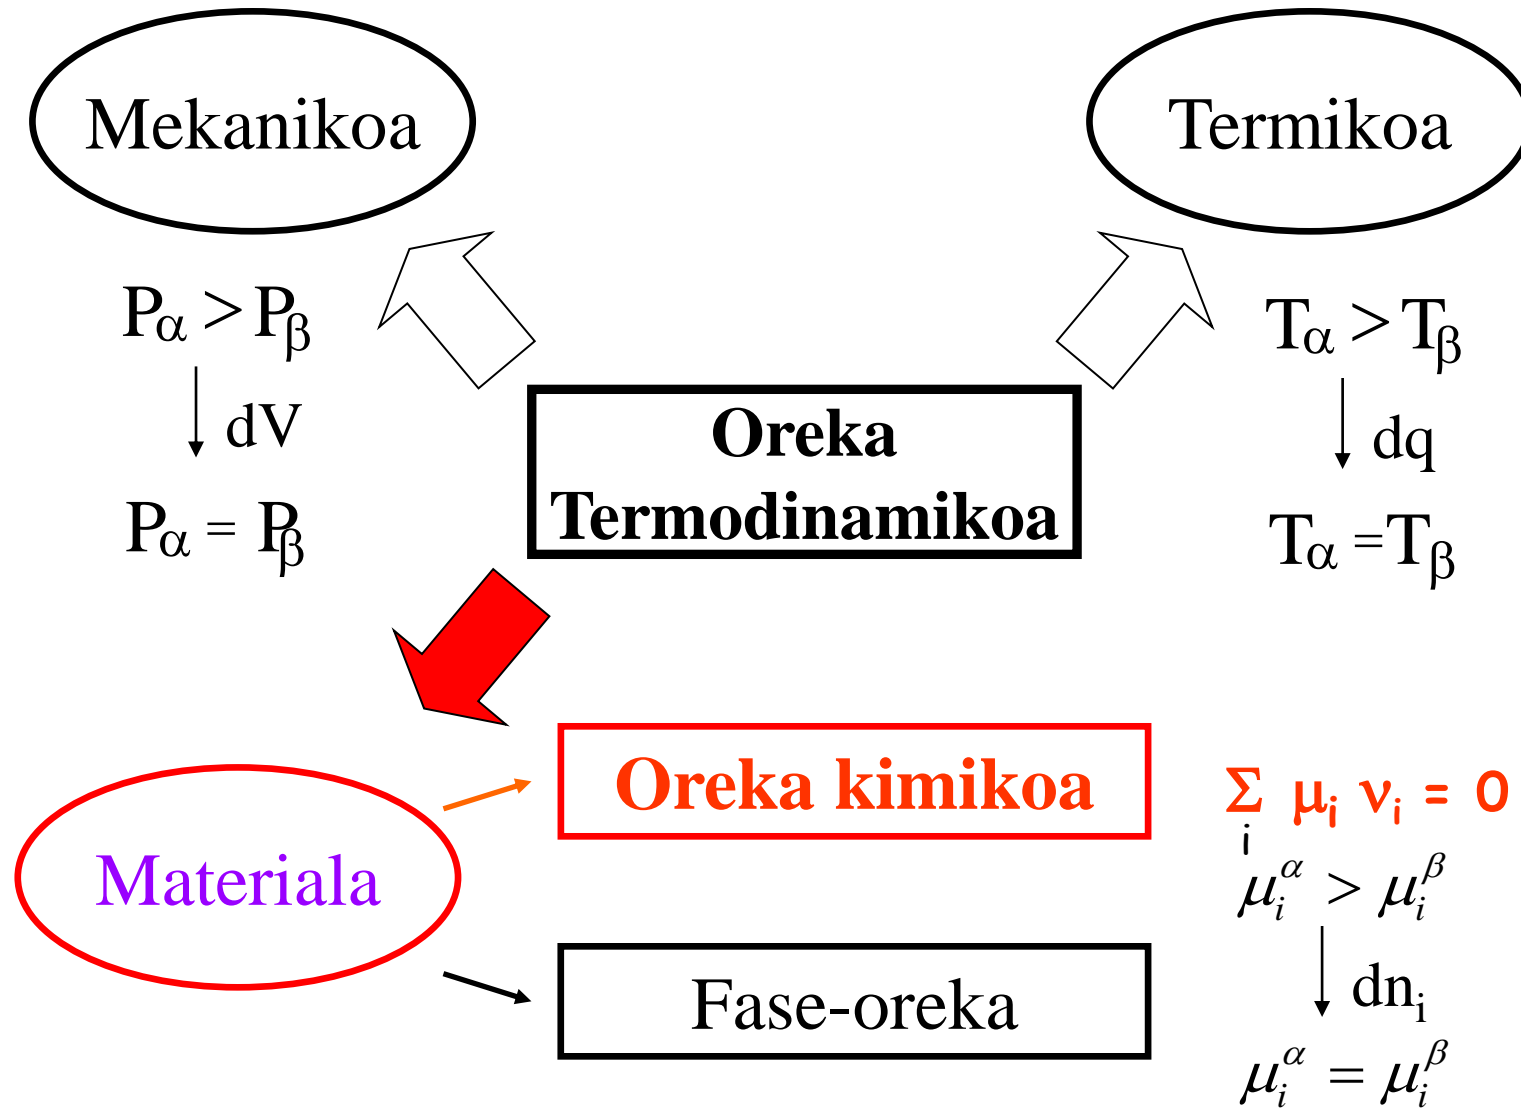 Mekanikoa
Termikoa
Pα > Pβ
dV
Pα = Pβ
Tα > Tβ
dq
Tα =Tβ
Oreka
Termodinamikoa
Materiala
Oreka kimikoa
Σ μi νi = 0
i
Fase-oreka
μiα > μiβ
dni
μiα = μiβ